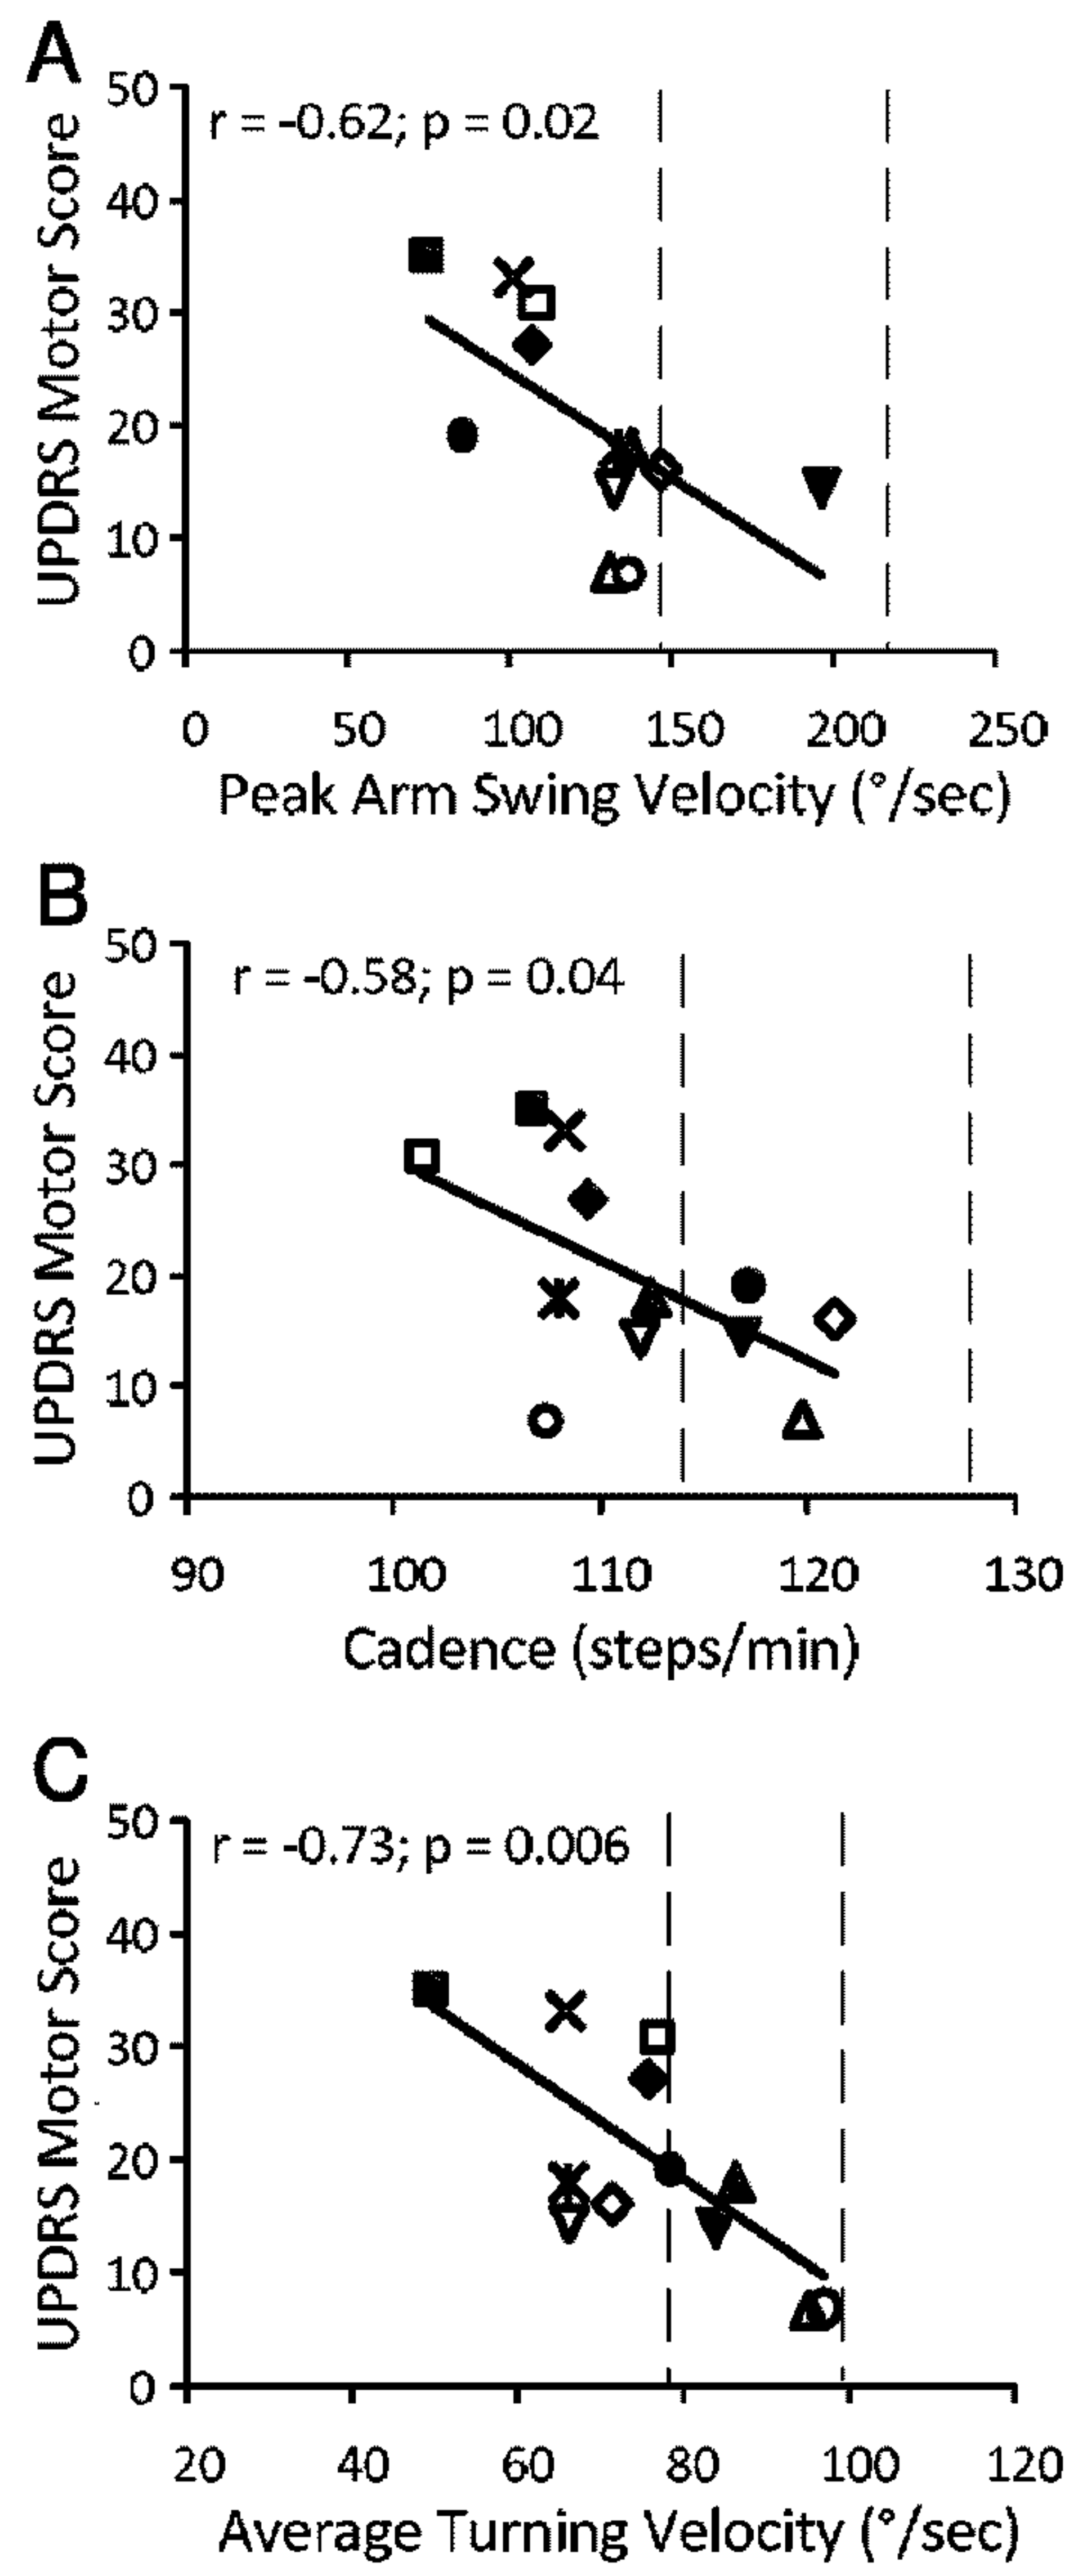 A
50
r = -0.62; p = 0.02
40
30
20
10
0
UPDRS Motor Score
0 50 100 150 200 250
Peak Arm Swing Velocity (°/sec)
B
50
r = -0.58; p = 0.04
40
30
20
10
0
UPDRS Motor Score
90 100 110 120 130
Cadence (steps/min)
C
50
r = -0.73; p = 0.006
40
30
20
10
0
UPDRS Motor Score
20 40 60 80 100 120
Average Turning Velocity (°/sec)